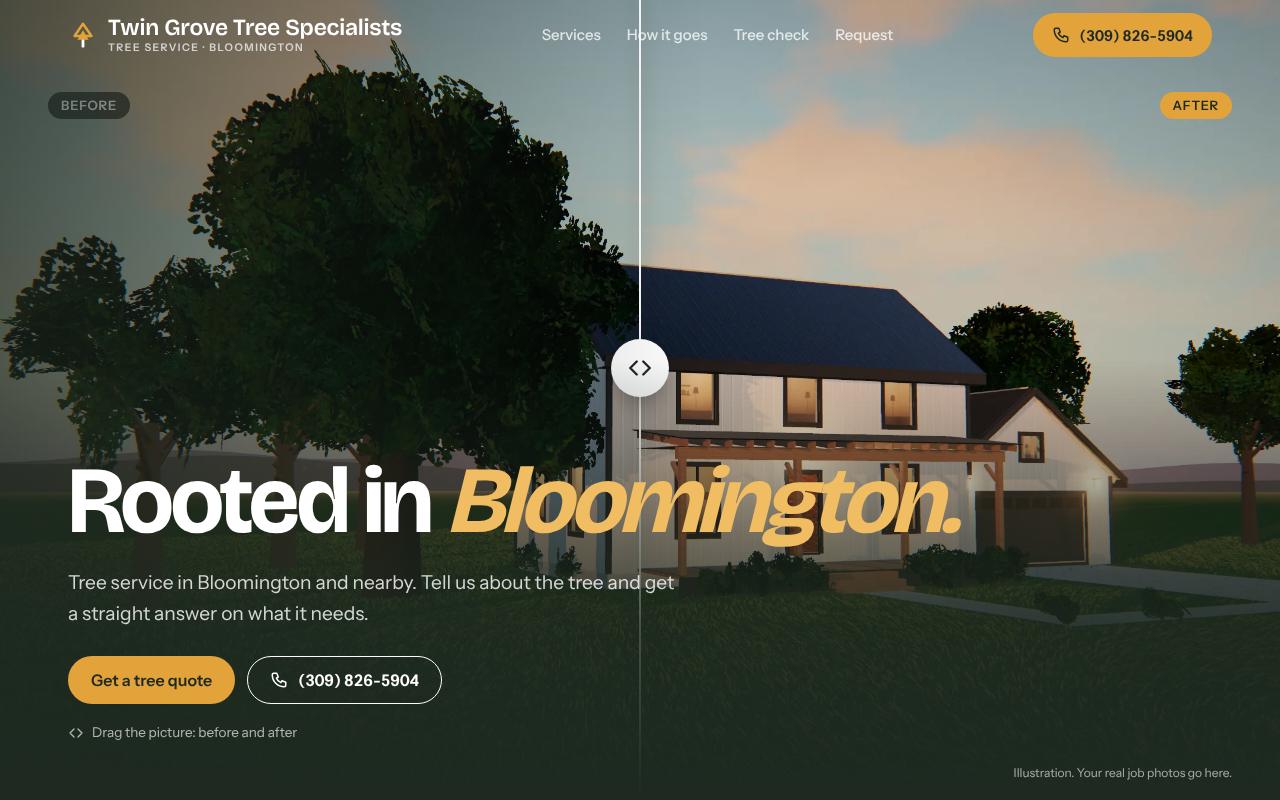 Twin Grove Tree Specialists
TREE SERVICE · BLOOMINGTON
Services
How it goes
Tree check
Request
(309) 826-5904
BEFORE
AFTER
Rooted in Bloomington.
Tree service in Bloomington and nearby. Tell us about the tree and get
a straight answer on what it needs.
Get a tree quote
(309) 826-5904
Drag the picture: before and after
Illustration. Your real job photos go here.